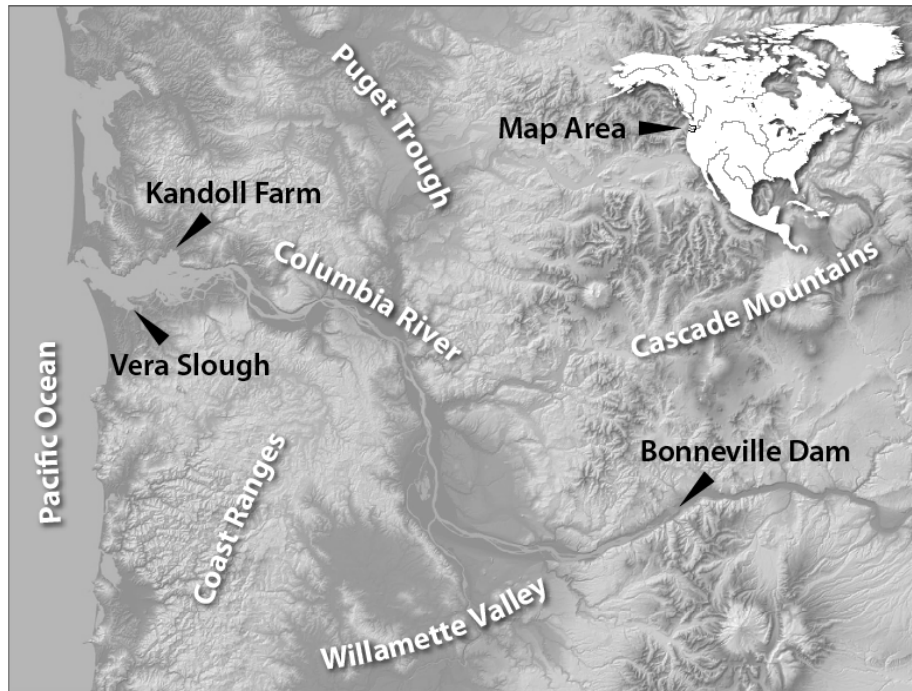 Puget Trough
Map Area
Kandoll Farm
Columbia River
Cascade Mountains
Vera Slough
Pacific Ocean
Coast Ranges
Bonneville Dam
Willamette Valley